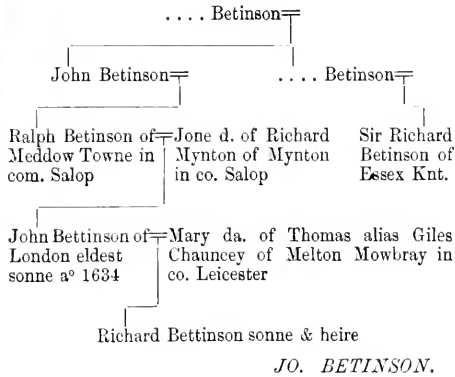 . . . . Betinson
John Betinson
. . . . Betinson
Ralph Betinson of
Meddow Towne in
com. Salop
Jone d. of Richard
Mynton of Mynton
in co. Salop
Sir Richard
Betinson of
Essex Knt.
John Bettinson of
London eldest
sonne aº 1634
Mary da. of Thomas alias Giles
Chauncey of Melton Mowbray in
co. Leicester
Richard Bettinson sonne & heire
JO. BETINSON.